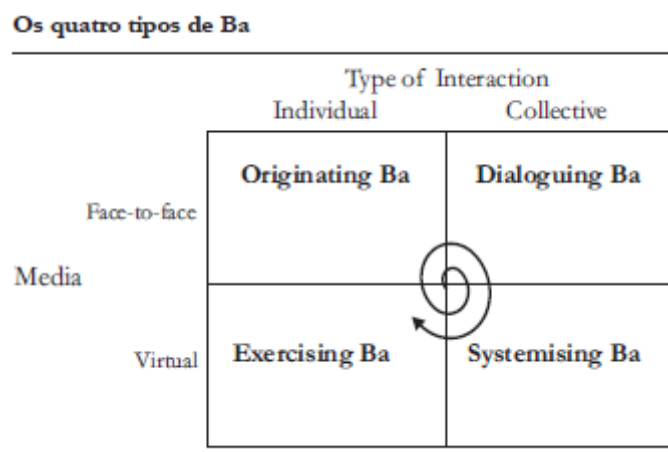 Os quatro tipos de Ba
Type of Interaction
Individual Collective
Originating Ba Dialoguing Ba
Face-to-face
Media
Virtual Exercising Ba Systemising Ba